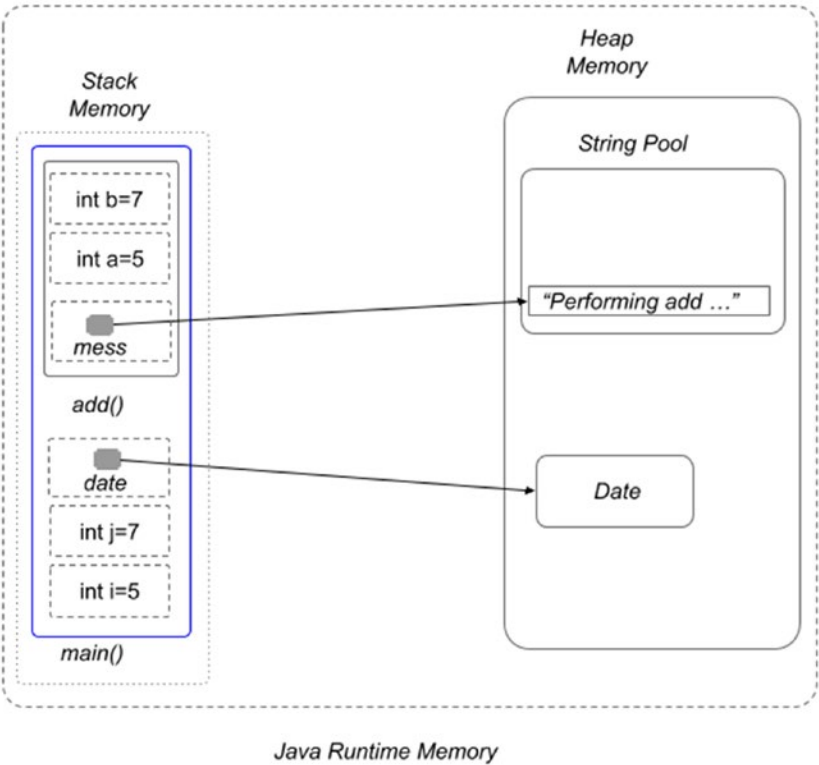 Heap
Memory
Stack
Memory
String Pool
int b=7
int a=5
“Performing add …”
mess
add()
date
Date
int j=7
int i=5
main()
Java Runtime Memory